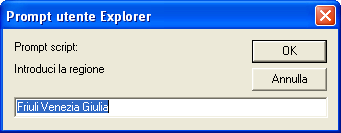 Prompt utente Explorer
Prompt script:
OK
Introduci la regione
Annulla
Friuli Venezia Giulia